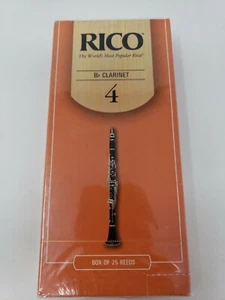 RICO
The World's Most Popular Reed!
B♭ CLARINET
4
BOX OF 25 REEDS